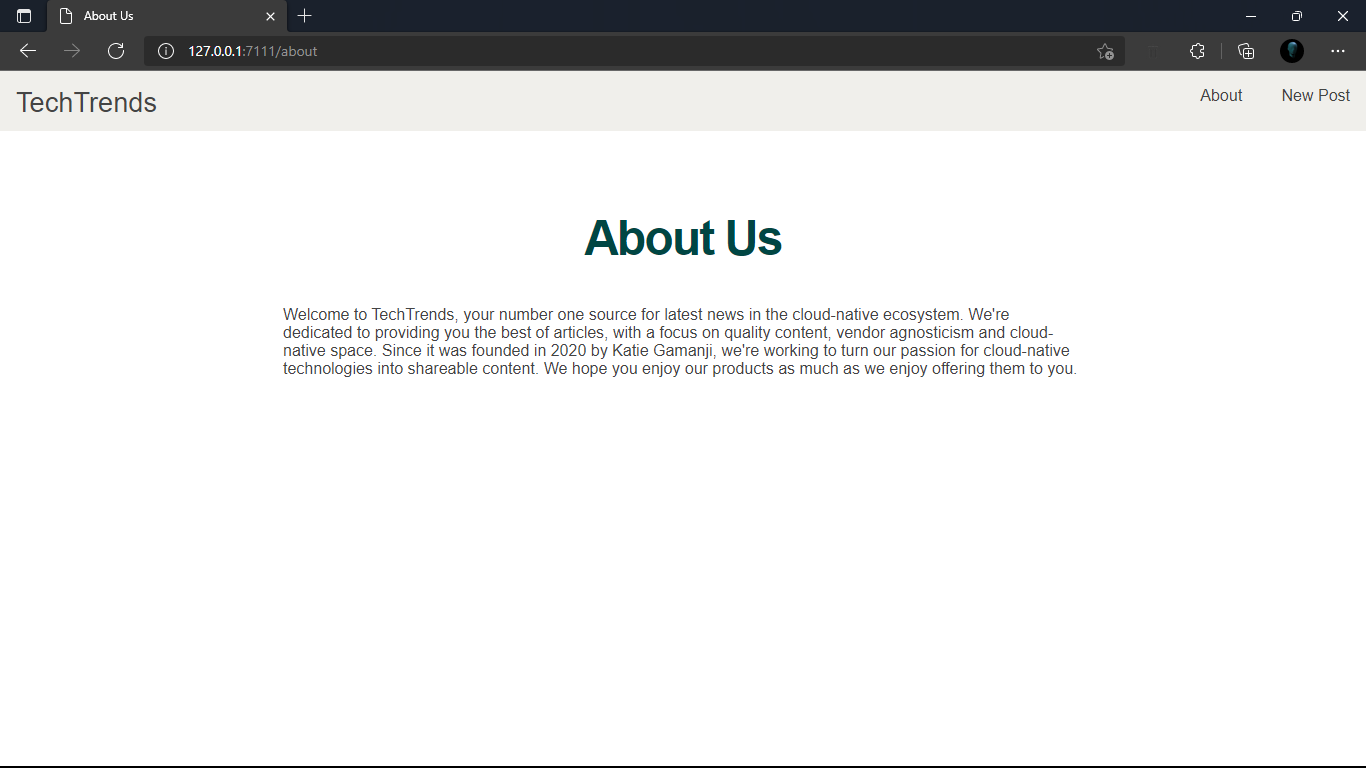 About Us
127.0.0.1:7111/about
TechTrends
About
New Post
About Us
Welcome to TechTrends, your number one source for latest news in the cloud-native ecosystem. We're
dedicated to providing you the best of articles, with a focus on quality content, vendor agnosticism and cloud-
native space. Since it was founded in 2020 by Katie Gamanji, we're working to turn our passion for cloud-native
technologies into shareable content. We hope you enjoy our products as much as we enjoy offering them to you.